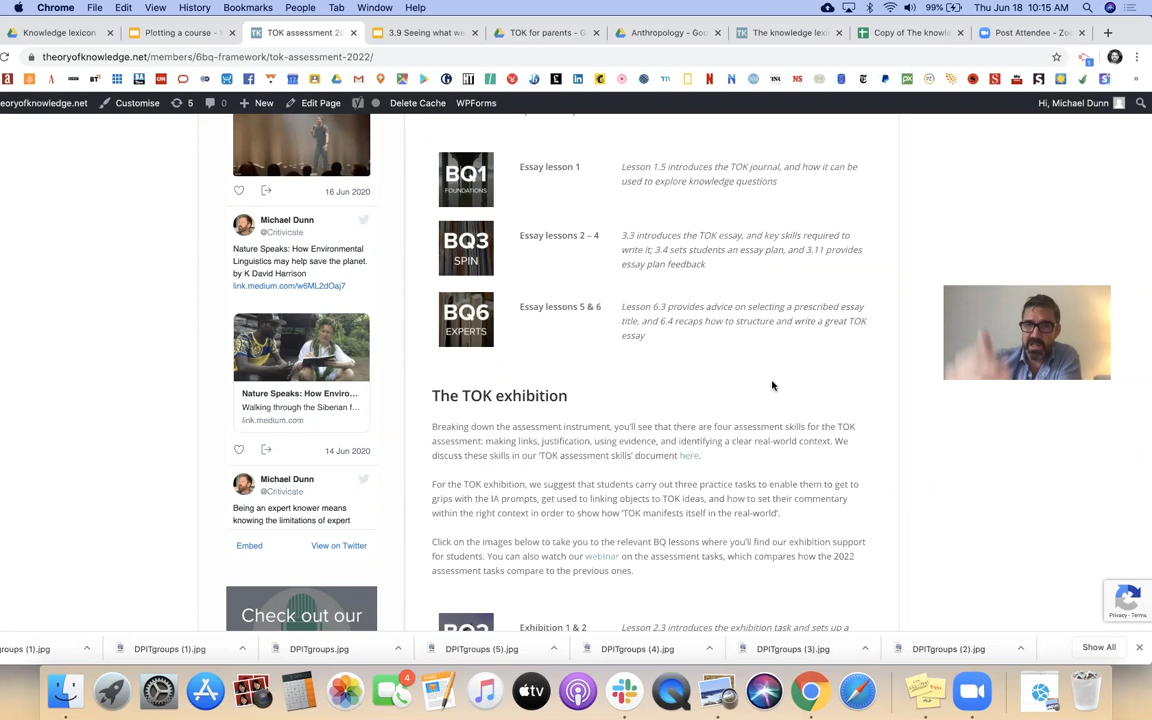 Chrome File Edit View History Bookmarks People Tab Window Help 99% Thu Jun 18 10:15 AM
Knowledge lexicon × Plotting a course - × TOK assessment 20 × 3.9 Seeing what we × TOK for parents - G × Anthropology - Goo × The knowledge lexi × Copy of The knowle × Post Attendee - Zoo × +
theoryofknowledge.net/members/6bq-framework/tok-assessment-2022/
eoryofknowledge.net Customise 5 New Edit Page Delete Cache WPForms Hi, Michael Dunn
16 Jun 2020
Michael Dunn
@Criticvate
Nature Speaks: How Environmental
Linguistics may help save the planet.
by K David Harrison
link.medium.com/w6ML2dOaj7
Nature Speaks: How Enviro...
Walking through the Siberian f...
link.medium.com
14 Jun 2020
Michael Dunn
@Criticvate
Being an expert knower means
knowing the limitations of expert
Embed View on Twitter
Check out our
BQ1
FOUNDATIONS
Essay lesson 1
Lesson 1.5 introduces the TOK journal, and how it can be
used to explore knowledge questions
BQ3
SPIN
Essay lessons 2 – 4
3.3 introduces the TOK essay, and key skills required to
write it; 3.4 sets students an essay plan, and 3.11 provides
essay plan feedback
BQ6
EXPERTS
Essay lessons 5 & 6
Lesson 6.3 provides advice on selecting a prescribed essay
title, and 6.4 recaps how to structure and write a great TOK
essay
The TOK exhibition
Breaking down the assessment instrument, you'll see that there are four assessment skills for the TOK
assessment: making links, justification, using evidence, and identifying a clear real-world context. We
discuss these skills in our 'TOK assessment skills' document here.
For the TOK exhibition, we suggest that students carry out three practice tasks to enable them to get to
grips with the IA prompts, get used to linking objects to TOK ideas, and how to set their commentary
within the right context in order to show how 'TOK manifests itself in the real-world'.
Click on the images below to take you to the relevant BQ lessons where you'll find our exhibition support
for students. You can also watch our webinar on the assessment tasks, which compares how the 2022
assessment tasks compare to the previous ones.
BQ2
Exhibition 1 & 2
Lesson 2.3 introduces the exhibition task and sets up a
Privacy - Terms
groups (1).jpg DPITgroups (1).jpg DPITgroups.jpg DPITgroups (5).jpg DPITgroups (4).jpg DPITgroups (3).jpg DPITgroups (2).jpg Show All ×
4
tv